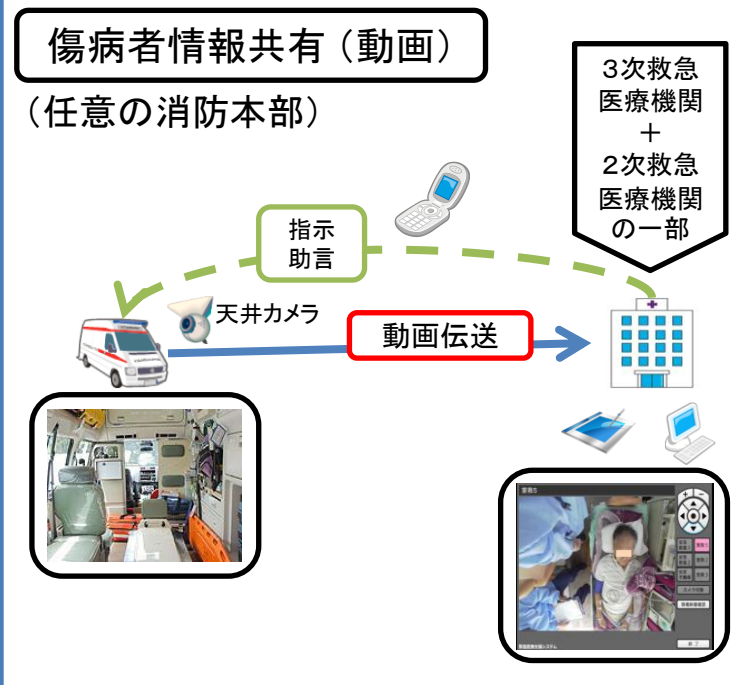 傷病者情報共有（動画）
（任意の消防本部）
３次救急
医療機関
＋
２次救急
医療機関
の一部
指示
助言
天井カメラ
動画伝送
終了